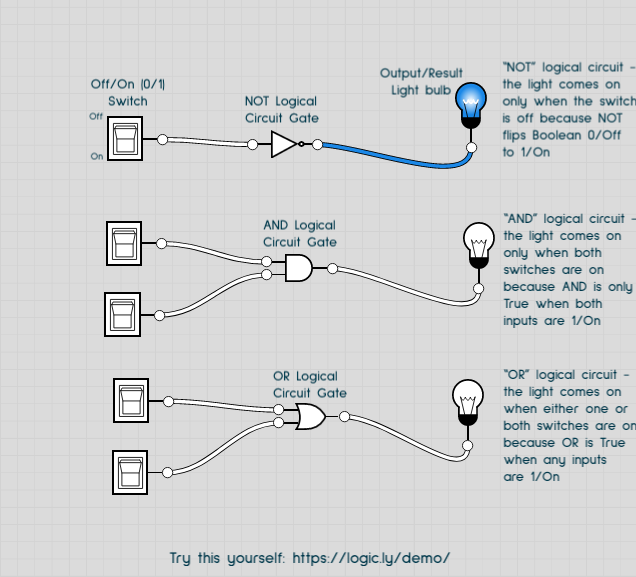 Off/On (0/1)
Switch
Off
On
NOT Logical
Circuit Gate
Output/Result
Light bulb
"NOT" logical circuit -
the light comes on
only when the switch
is off because NOT
flips Boolean 0/Off
to 1/On
AND Logical
Circuit Gate
"AND" logical circuit -
the light comes on
only when both
switches are on
because AND is only
True when both
inputs are 1/On
OR Logical
Circuit Gate
"OR" logical circuit -
the light comes on
when either one or
both switches are on
because OR is True
when any inputs
are 1/On
Try this yourself: https://logic.ly/demo/